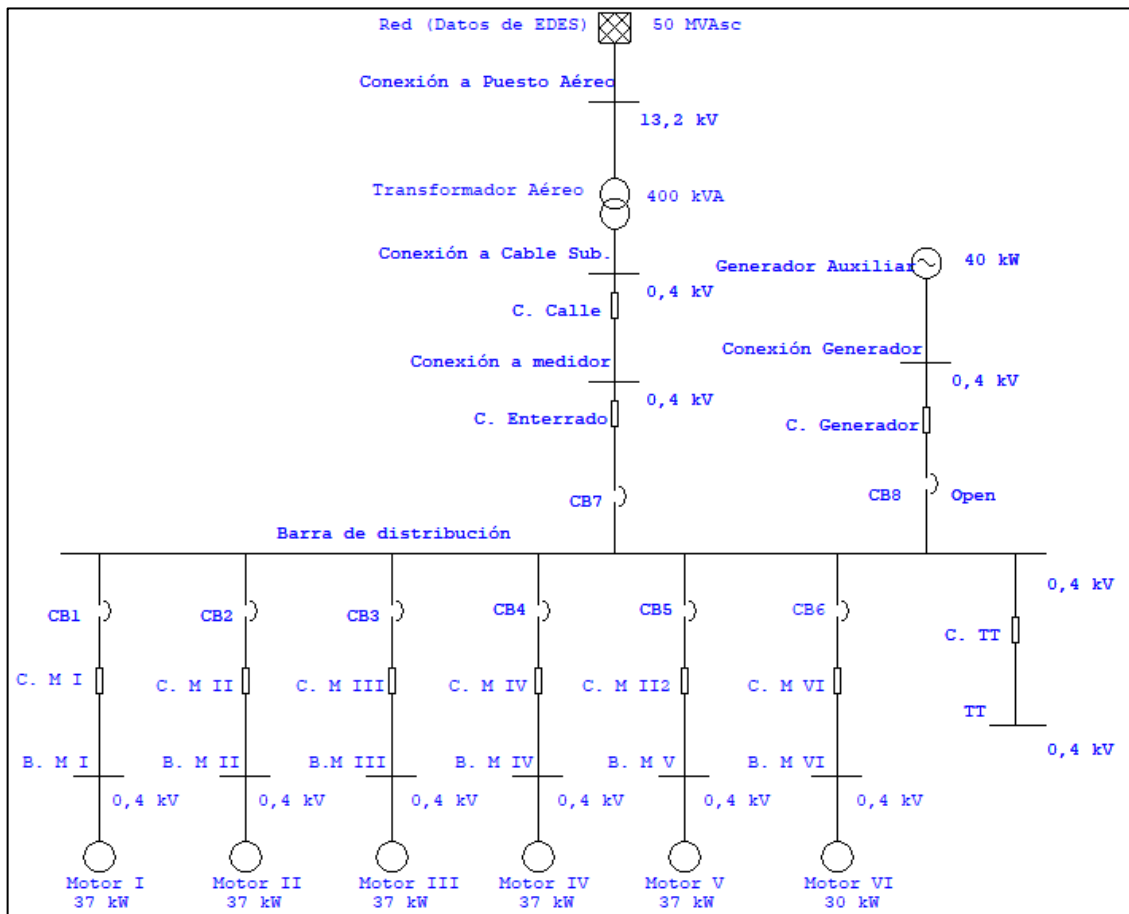 Red (Datos de EDES) 50 MVAsc
Conexión a Puesto Aéreo
13,2 kV
Transformador Aéreo 400 kVA
Conexión a Cable Sub.
0,4 kV
C. Calle
Conexión a medidor
0,4 kV
C. Enterrado
CB7
Generador Auxiliar 40 kW
Conexión Generador
0,4 kV
C. Generador
CB8 Open
Barra de distribución
0,4 kV
CB1 CB2 CB3 CB4 CB5 CB6
C. TT
C. M I C. M II C. M III C. M IV C. M II2 C. M VI
TT
0,4 kV
B. M I B. M II B.M III B. M IV B. M V B. M VI
0,4 kV 0,4 kV 0,4 kV 0,4 kV 0,4 kV 0,4 kV
Motor I Motor II Motor III Motor IV Motor V Motor VI
37 kW 37 kW 37 kW 37 kW 37 kW 30 kW